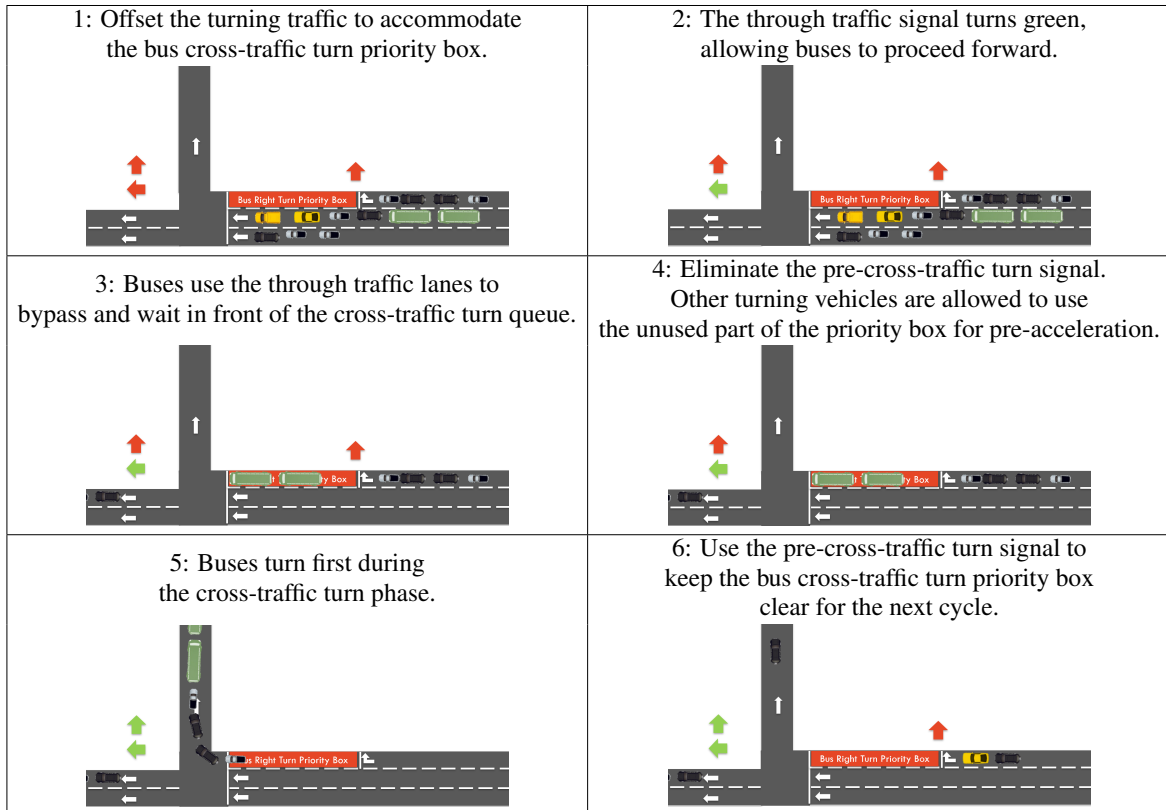 1: Offset the turning traffic to accommodate
the bus cross-traffic turn priority box.
Bus Right Turn Priority Box
2: The through traffic signal turns green,
allowing buses to proceed forward.
Bus Right Turn Priority Box
3: Buses use the through traffic lanes to
bypass and wait in front of the cross-traffic turn queue.
t y Box
4: Eliminate the pre-cross-traffic turn signal.
Other turning vehicles are allowed to use
the unused part of the priority box for pre-acceleration.
t ty Box
5: Buses turn first during
the cross-traffic turn phase.
Bus Right Turn Priority Box
6: Use the pre-cross-traffic turn signal to
keep the bus cross-traffic turn priority box
clear for the next cycle.
Bus Right Turn Priority Box